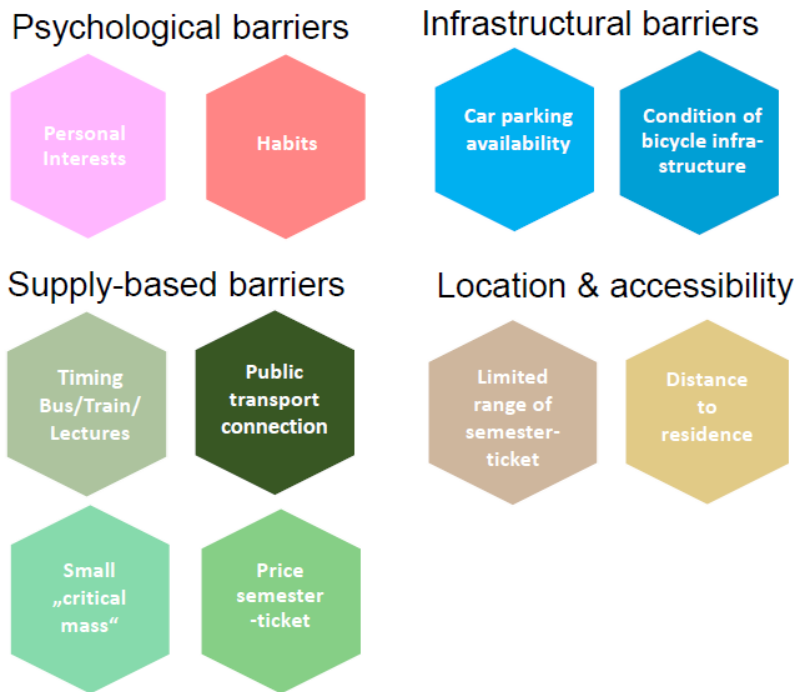 Psychological barriers
Personal
Interests
Habits
Infrastructural barriers
Car parking
availability
Condition of
bicycle infra-
structure
Supply-based barriers
Timing
Bus/Train/
Lectures
Public
transport
connection
Small
„critical
mass“
Price
semester
-ticket
Location & accessibility
Limited
range of
semester-
ticket
Distance
to
residence